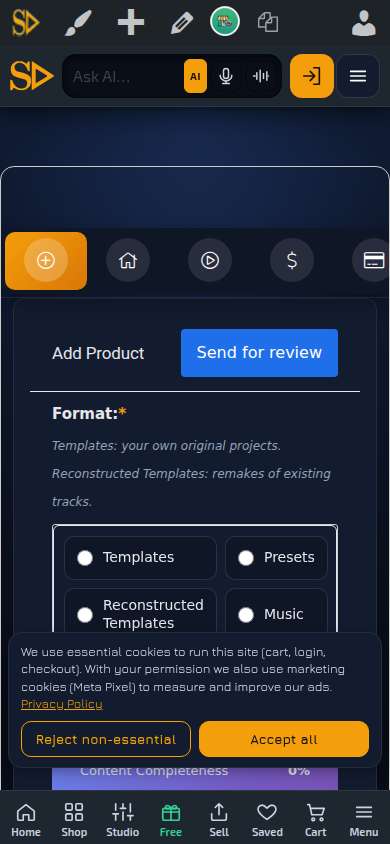 Ask AI...
AI
Add Product
Send for review
Format:*
Templates: your own original projects.
Reconstructed Templates: remakes of existing
tracks.
Templates
Presets
Reconstructed
Templates
Music
We use essential cookies to run this site (cart, login,
checkout). With your permission we also use marketing
cookies (Meta Pixel) to measure and improve our ads.
Privacy Policy
Reject non-essential
Accept all
Content Completeness
0%
Home
Shop
Studio
Free
Sell
Saved
Cart
Menu